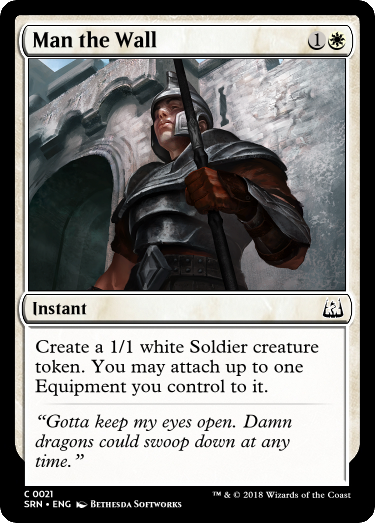 Man the Wall 1
Instant
Create a 1/1 white Soldier creature
token. You may attach up to one
Equipment you control to it.
“Gotta keep my eyes open. Damn
dragons could swoop down at any
time.”
C 0021
SRN • ENG Bethesda Softworks
™ & © 2018 Wizards of the Coast